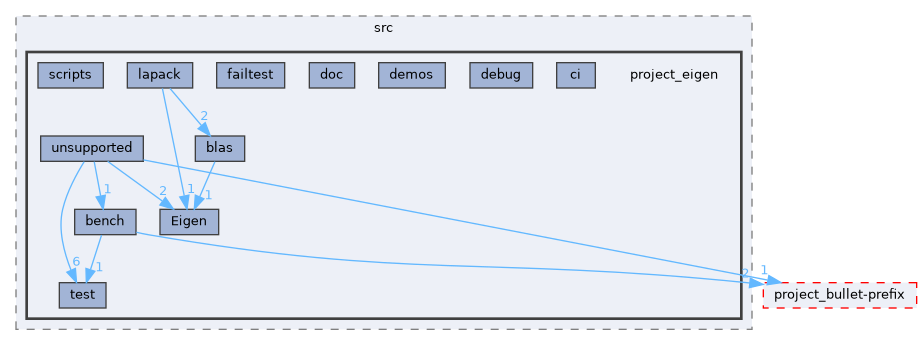 src
scripts
lapack
failtest
doc
demos
debug
ci
project_eigen
2
unsupported
blas
1
2
1
1
bench
Eigen
6
1
2
1
test
project_bullet-prefix